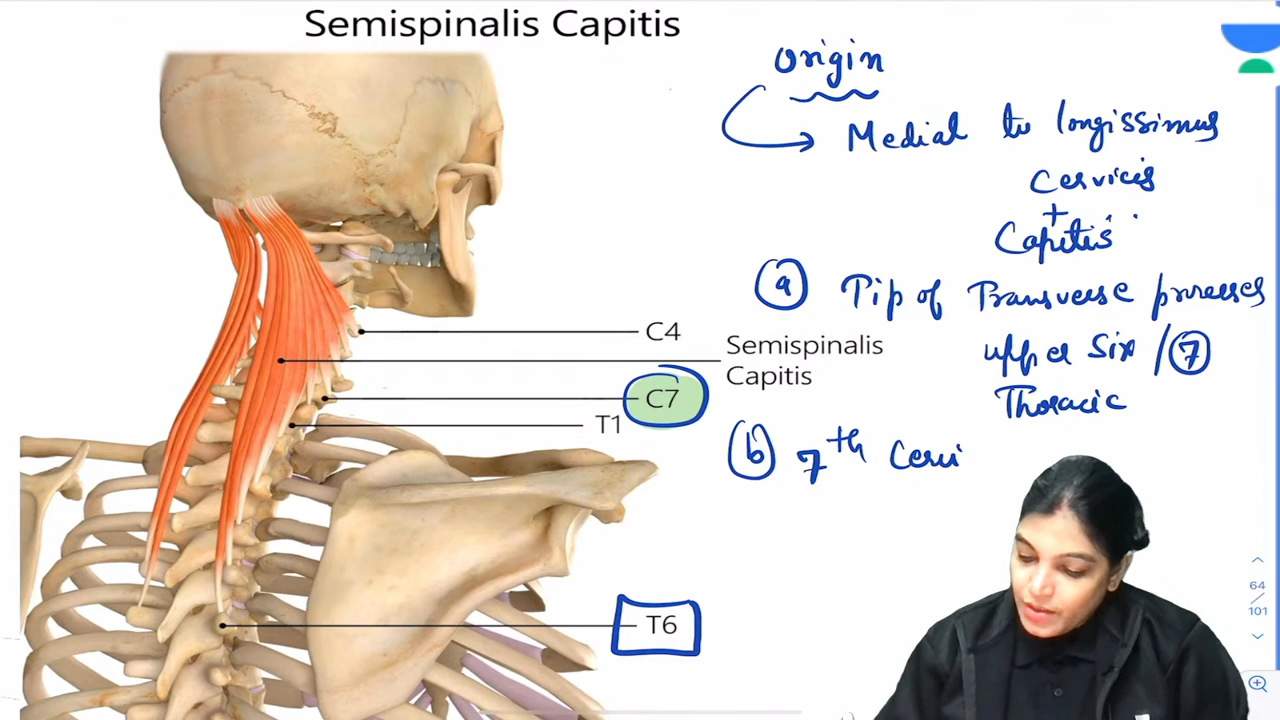 Semispinalis Capitis
Origin
Medial to longissimus
Cervicis
+
Capitis
a Tip of Transverse processes
upper Six / 7
Thoracic
b 7th Cervi
C4
Semispinalis
Capitis
C7
T1
T6
64
/
101